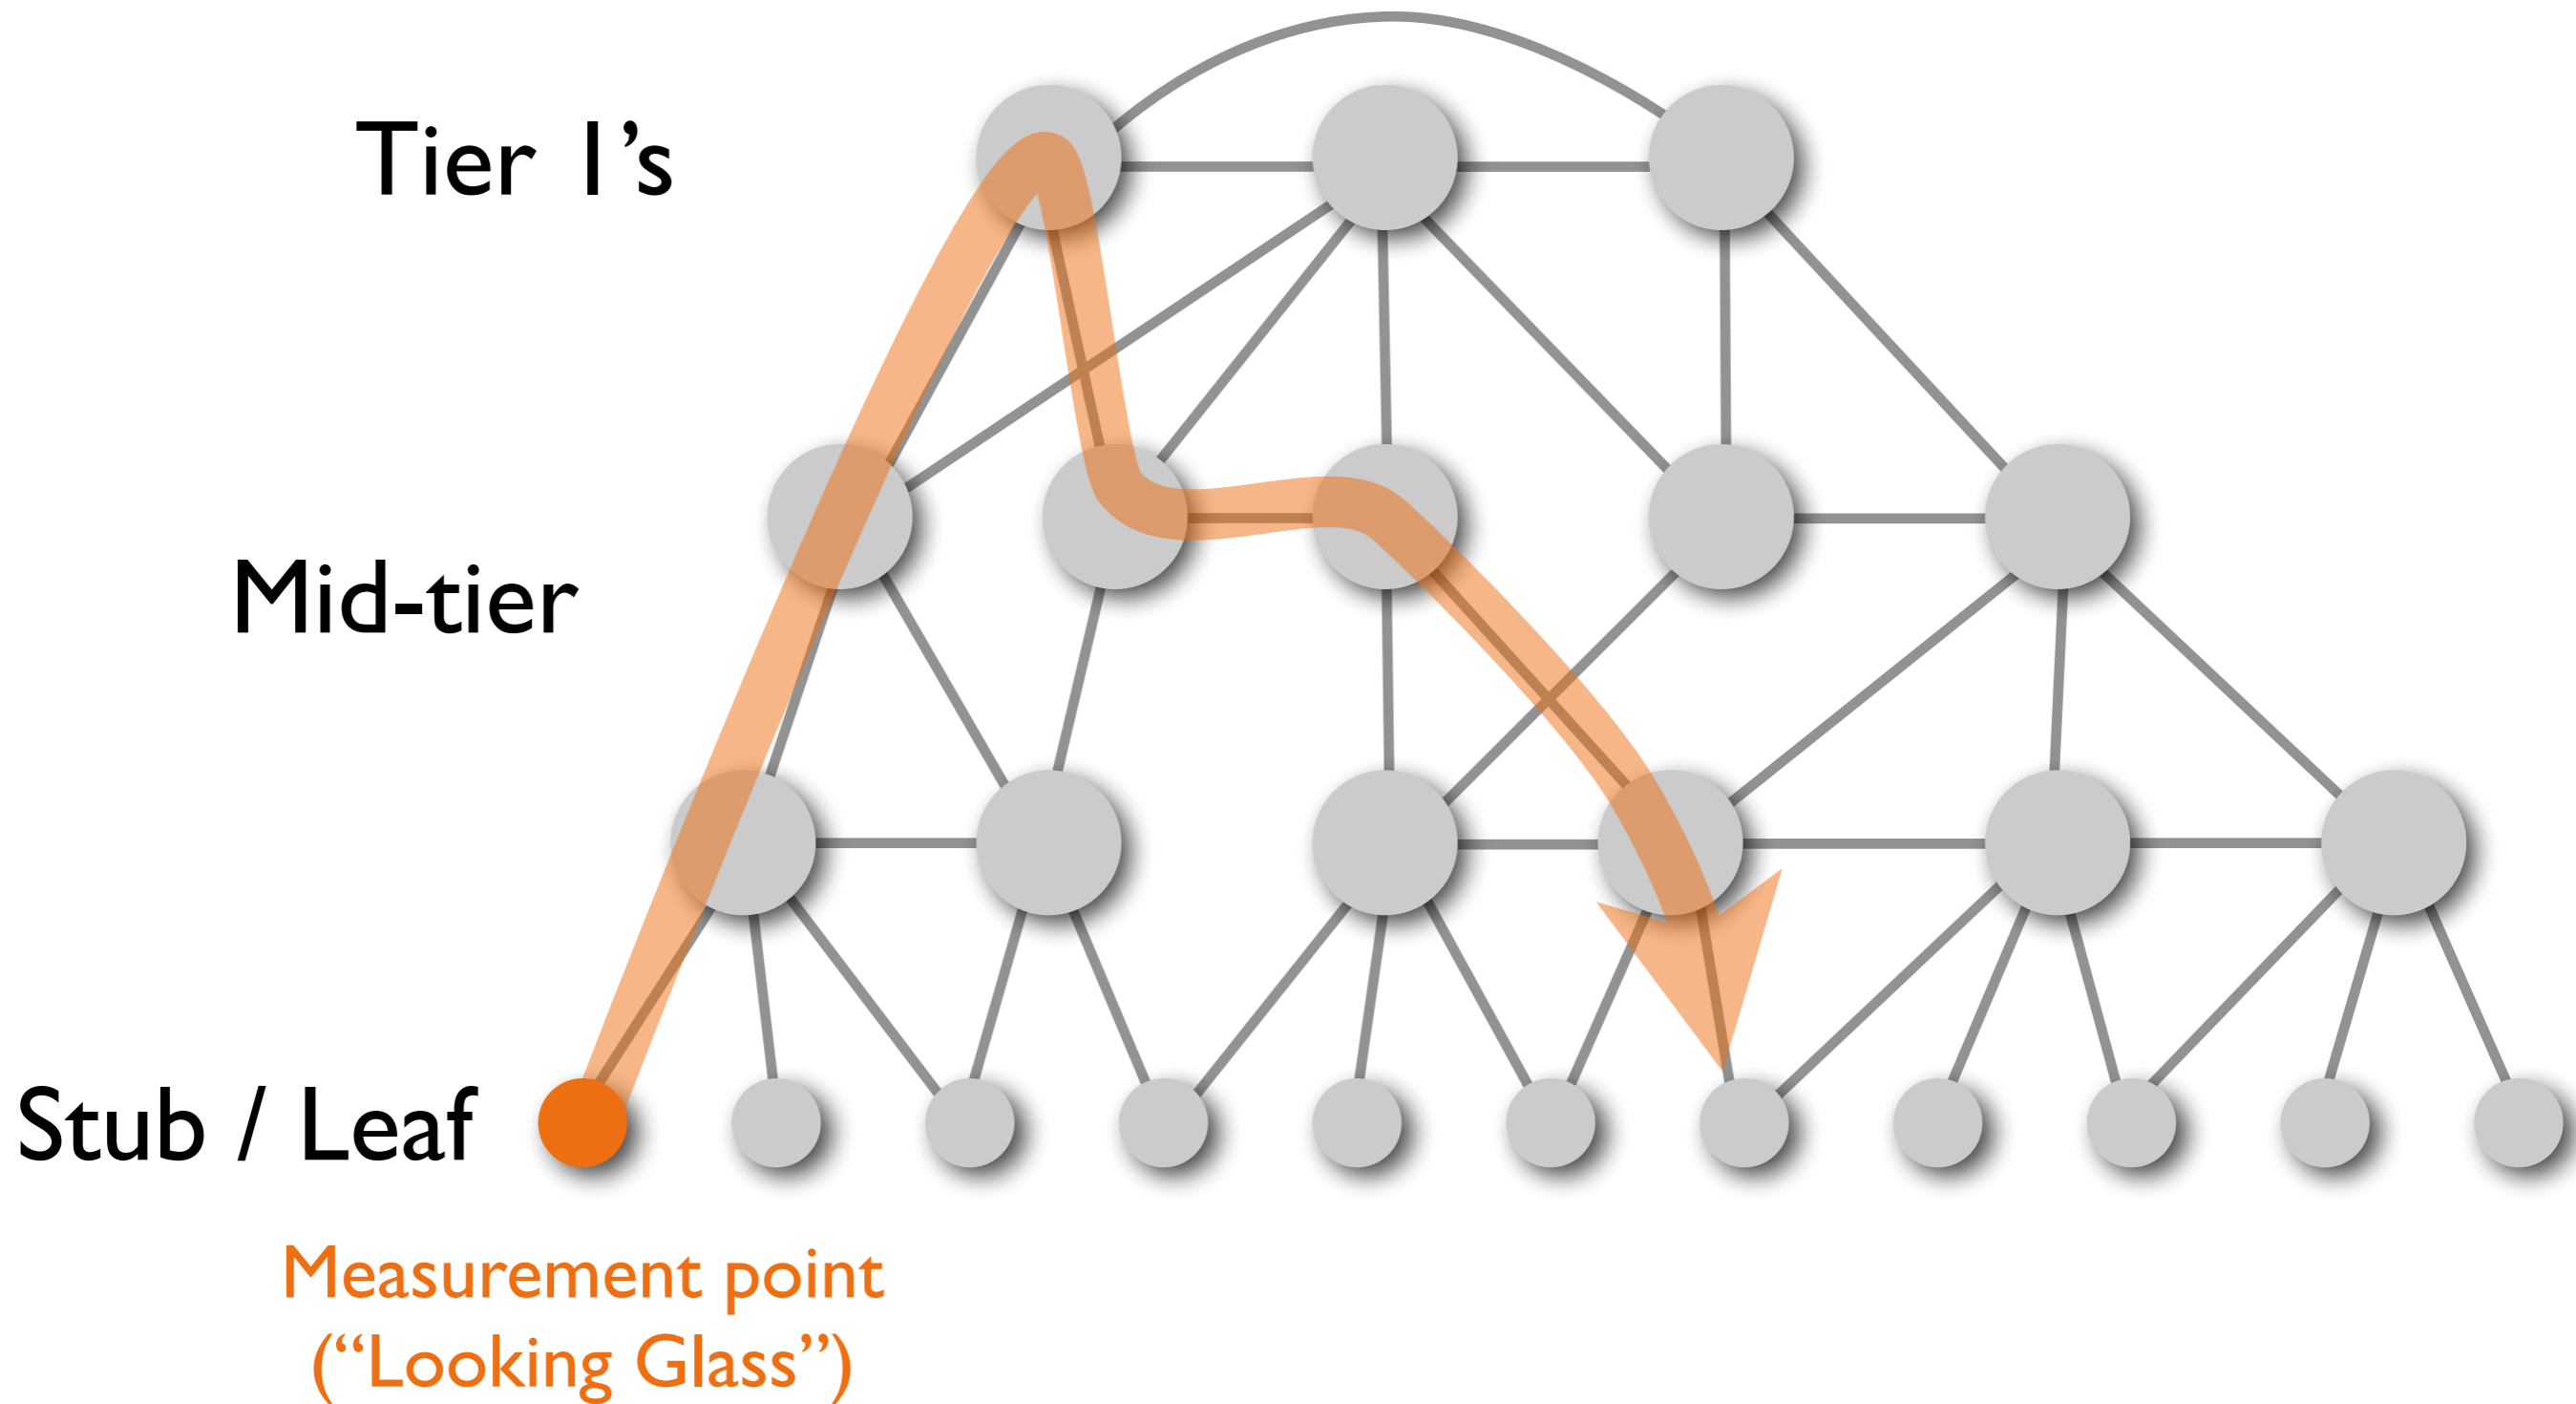 Tier 1’s
Mid-tier
Stub / Leaf
Measurement point
(“Looking Glass”)